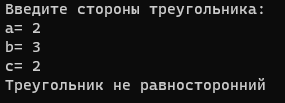 Введите стороны треугольника:
a= 2
b= 3
c= 2
Треугольник не равносторонний